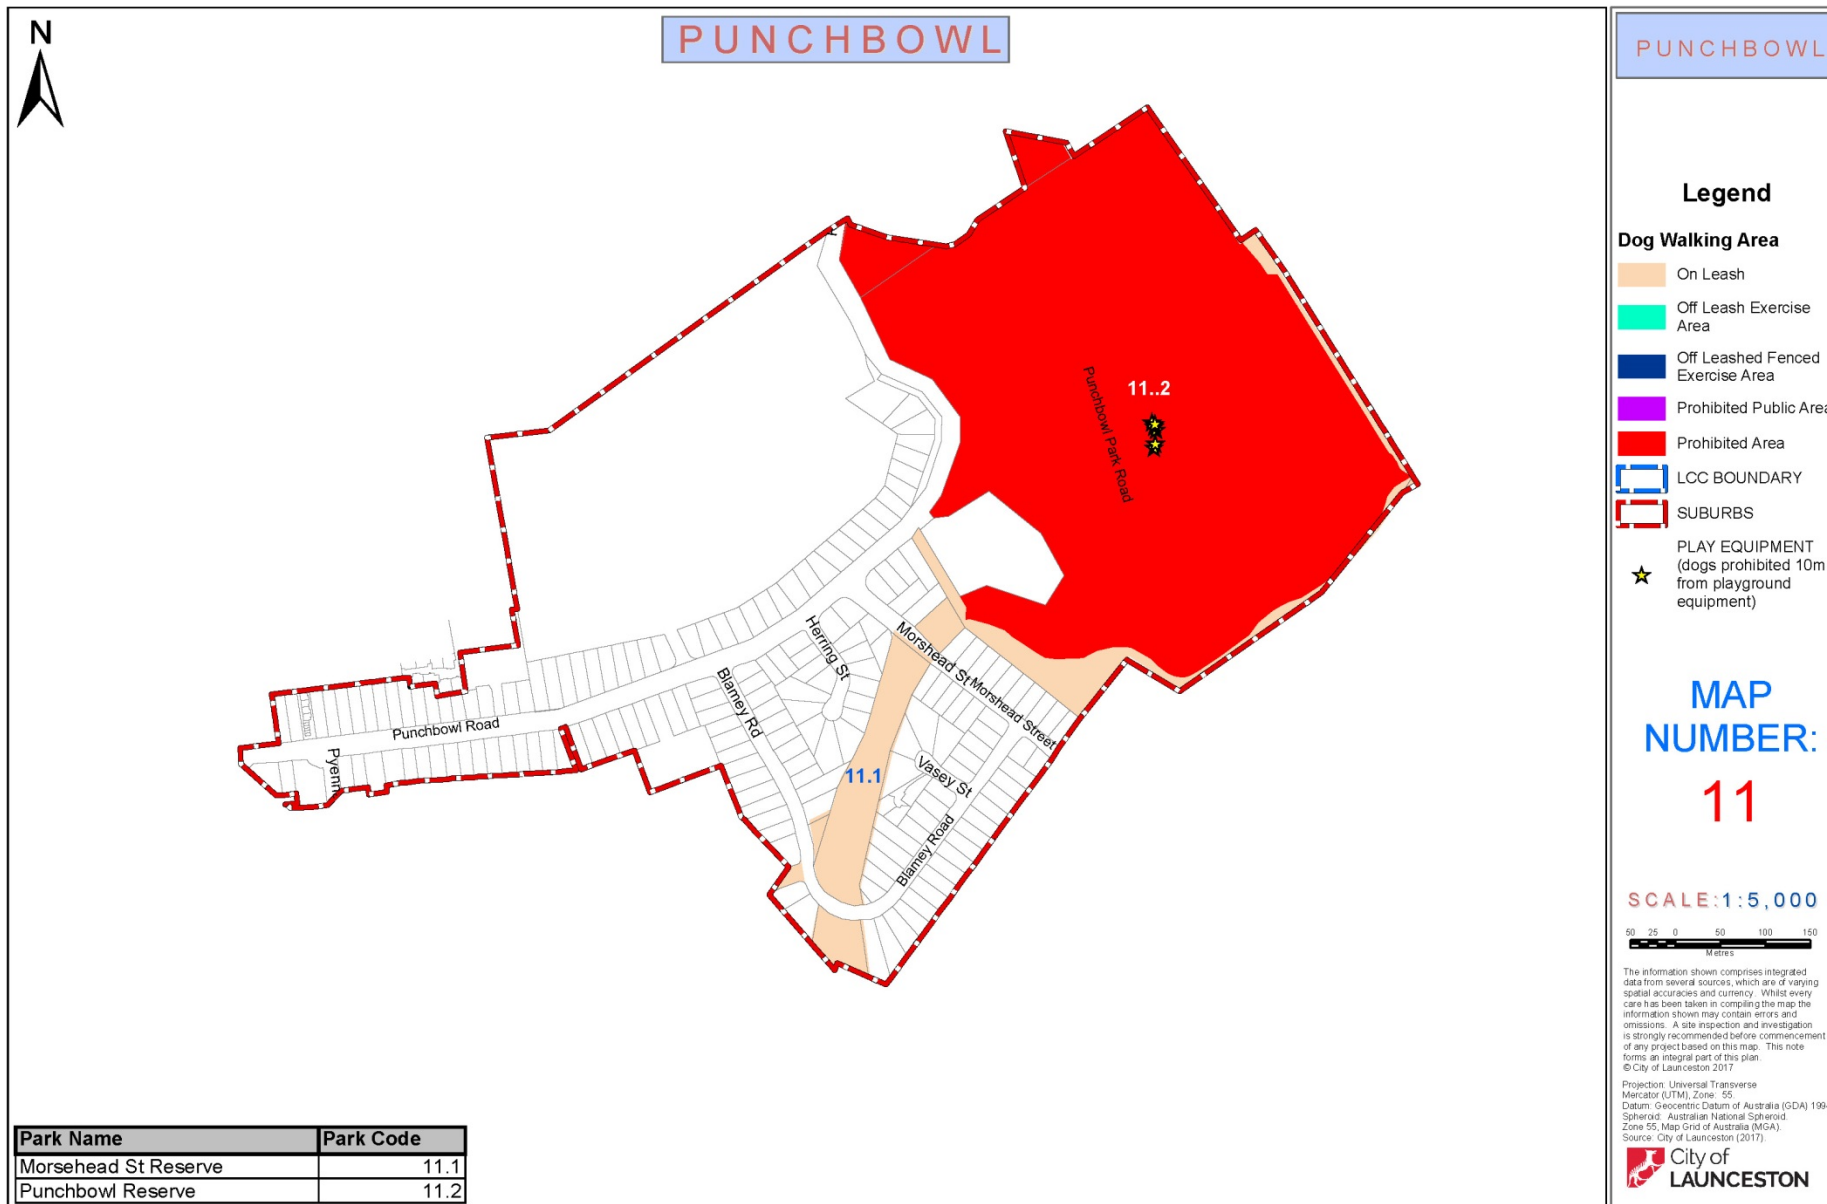 N
PUNCHBOWL
11..2
Punchbowl Park Road
Herring St
Morshead St
Morshead Street
Blamey Rd
Punchbowl Road
11.1
Vasey St
Blamey Road
Park Name Park Code
Morsehead St Reserve 11.1
Punchbowl Reserve 11.2
PUNCHBOWL
Legend
Dog Walking Area
On Leash
Off Leash Exercise
Area
Off Leashed Fenced
Exercise Area
Prohibited Public Area
Prohibited Area
LCC BOUNDARY
SUBURBS
PLAY EQUIPMENT
(dogs prohibited 10m
from playground
equipment)
MAP
NUMBER:
11
SCALE:1:5,000
50 25 0 50 100 150
Metres
The information shown comprises integrated
data from several sources, which are of varying
spatial accuracies and currency. Whilst every
care has been taken in compiling the map the
information shown may contain errors and
omissions. A site inspection and investigation
is strongly recommended before commencement
of any project based on this map. This note
forms an integral part of this plan.
© City of Launceston 2017
Projection: Universal Transverse
Mercator (UTM), Zone: 55.
Datum: Geocentric Datum of Australia (GDA) 199
Spheroid: Australian National Spheroid.
Zone 55, Map Grid of Australia (MGA).
Source: City of Launceston (2017).
City of
LAUNCESTON